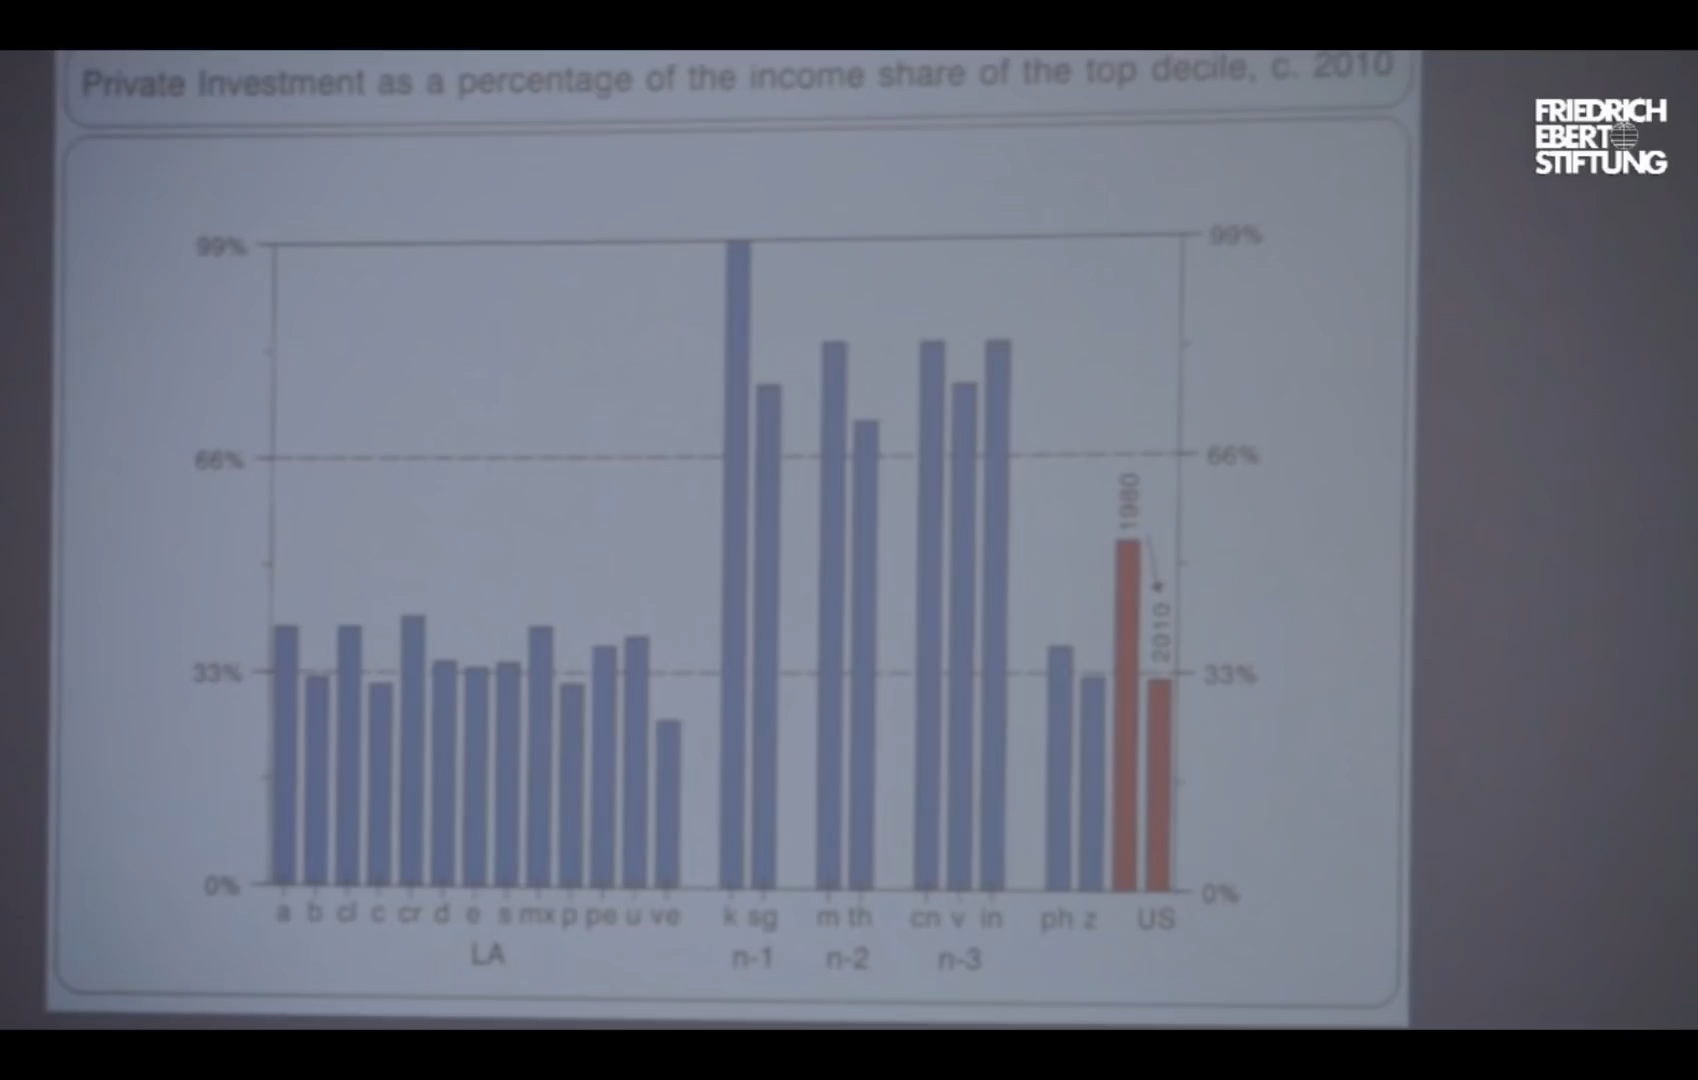 Private Investment as a percentage of the income share of the top decile, c. 2010
FRIEDRICH
EBERT
STIFTUNG
99%
99%
66%
66%
1980
2010
33%
33%
0%
0%
a b cl c cr d e s mx p pe u ve k sg m th cn v in ph z US
LA n-1 n-2 n-3